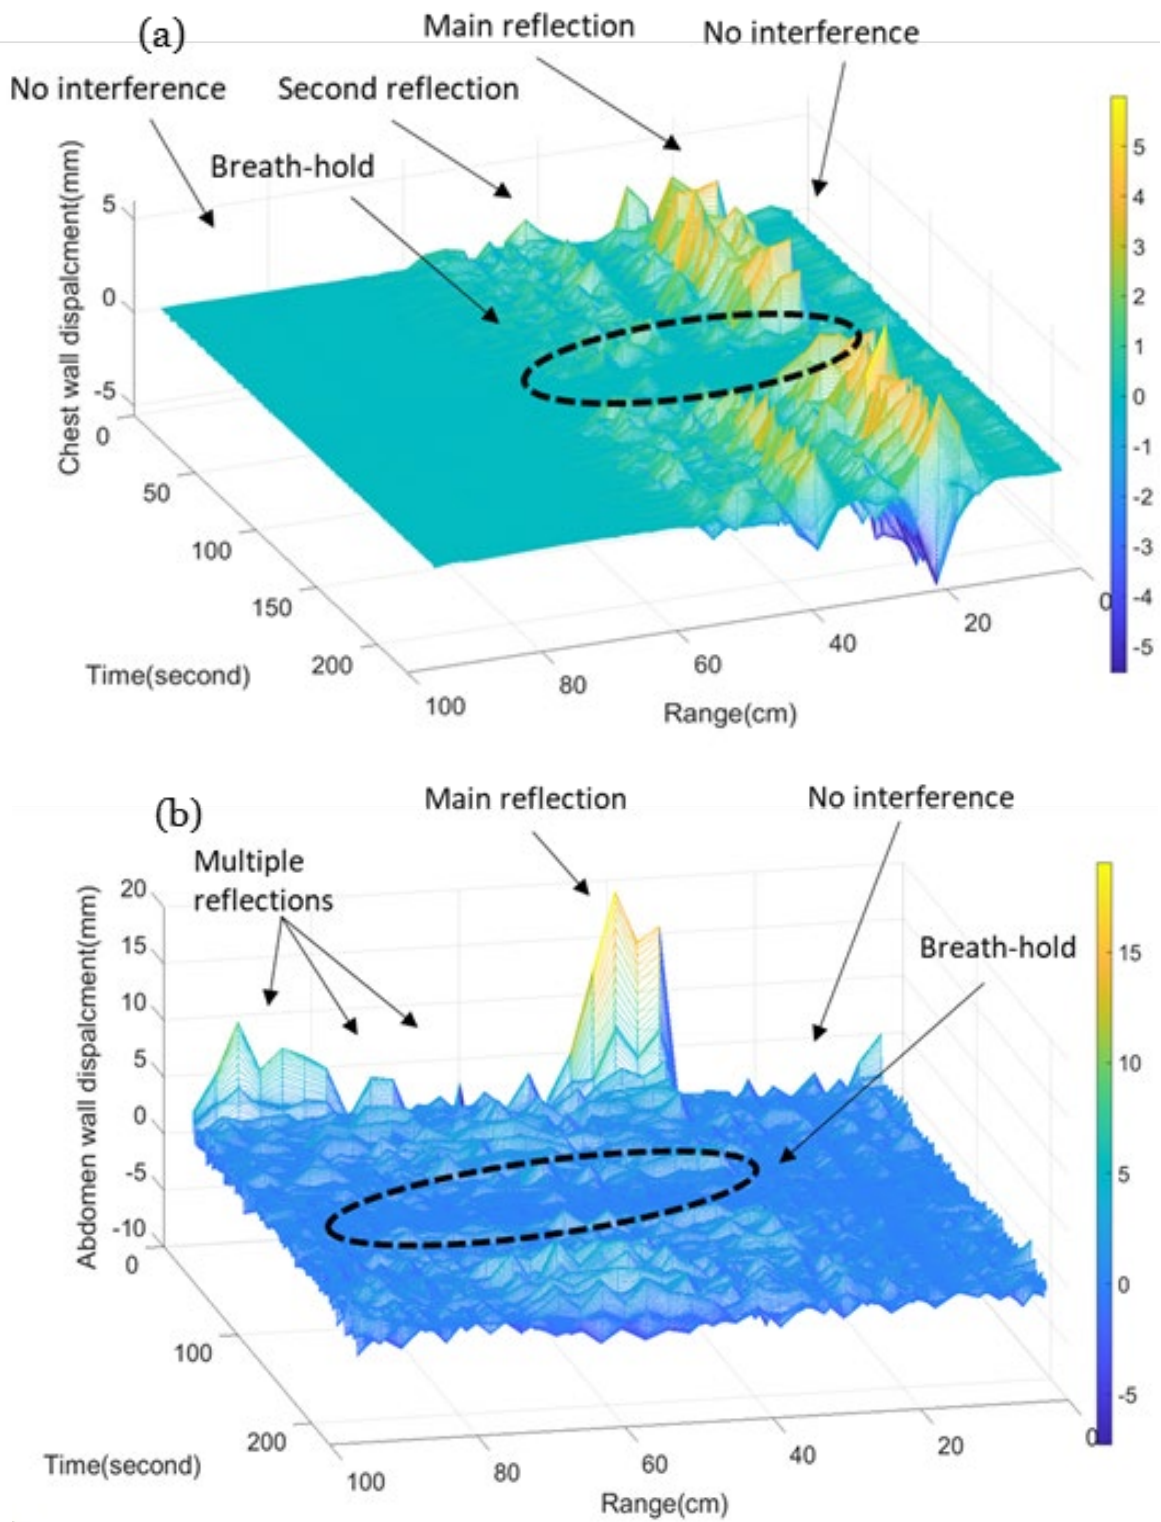 (a)
Main reflection
No interference
No interference
Second reflection
Breath-hold
Chest wall dispalcment(mm)
5
0
-5
0
50
100
150
200
Time(second)
100
80
60
40
20
0
Range(cm)
5
4
3
2
1
0
-1
-2
-3
-4
-5
(b)
Main reflection
No interference
Multiple
reflections
Breath-hold
Abdomen wall dispalcment(mm)
20
15
10
5
0
-5
-10
0
100
200
Time(second)
100
80
60
40
20
0
Range(cm)
15
10
5
0
-5